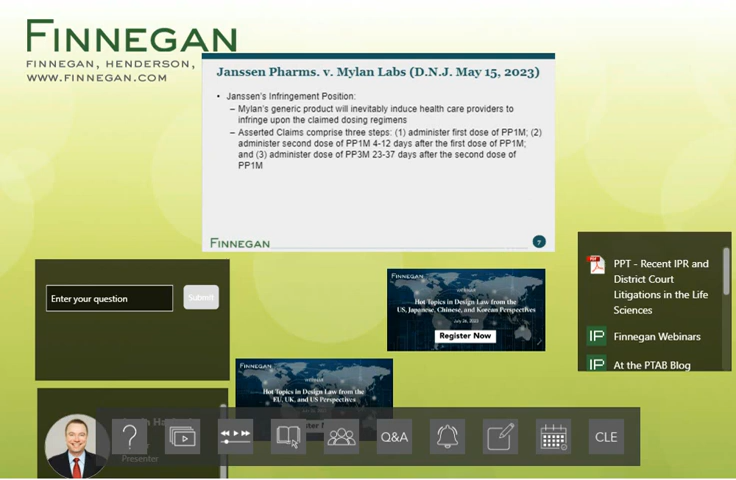 FINNEGAN
FINNEGAN, HENDERSON,
WWW.FINNEGAN.COM
Janssen Pharms. v. Mylan Labs (D.N.J. May 15, 2023)
• Janssen's Infringement Position:
– Mylan's generic product will inevitably induce health care providers to
infringe upon the claimed dosing regimens
– Asserted Claims comprise three steps: (1) administer first dose of PP1M; (2)
administer second dose of PP1M 4-12 days after the first dose of PP1M;
and (3) administer dose of PP3M 23-37 days after the second dose of
PP1M
FINNEGAN
7
PDF
PPT - Recent IPR and
District Court
Litigations in the Life
Sciences
IP
Finnegan Webinars
IP
At the PTAB Blog
Enter your question
Submit
FINNEGAN
WEBINAR
Hot Topics in Design Law from the
US, Japanese, Chinese, and Korean Perspectives
July 26, 2023
Register Now
FINNEGAN
WEBINAR
Hot Topics in Design Law from the
EU, UK, and US Perspectives
Presenter
?
Q&A
CLE